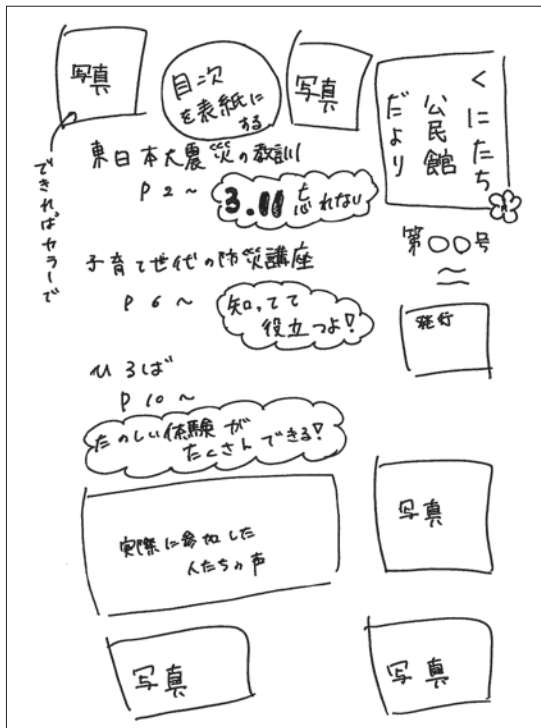 くにたち
公民館
だより
第〇〇号
発行
写真
目次
を表紙に
する
写真
できればカラーで
東日本大震災の教訓
P2~
3.11忘れない
子育て世代の防災講座
P6~
知ってて
役立つよ!
ひろば
P10~
たのしい体験が
たくさんできる!
実際に参加した
人たちの声
写真
写真
写真